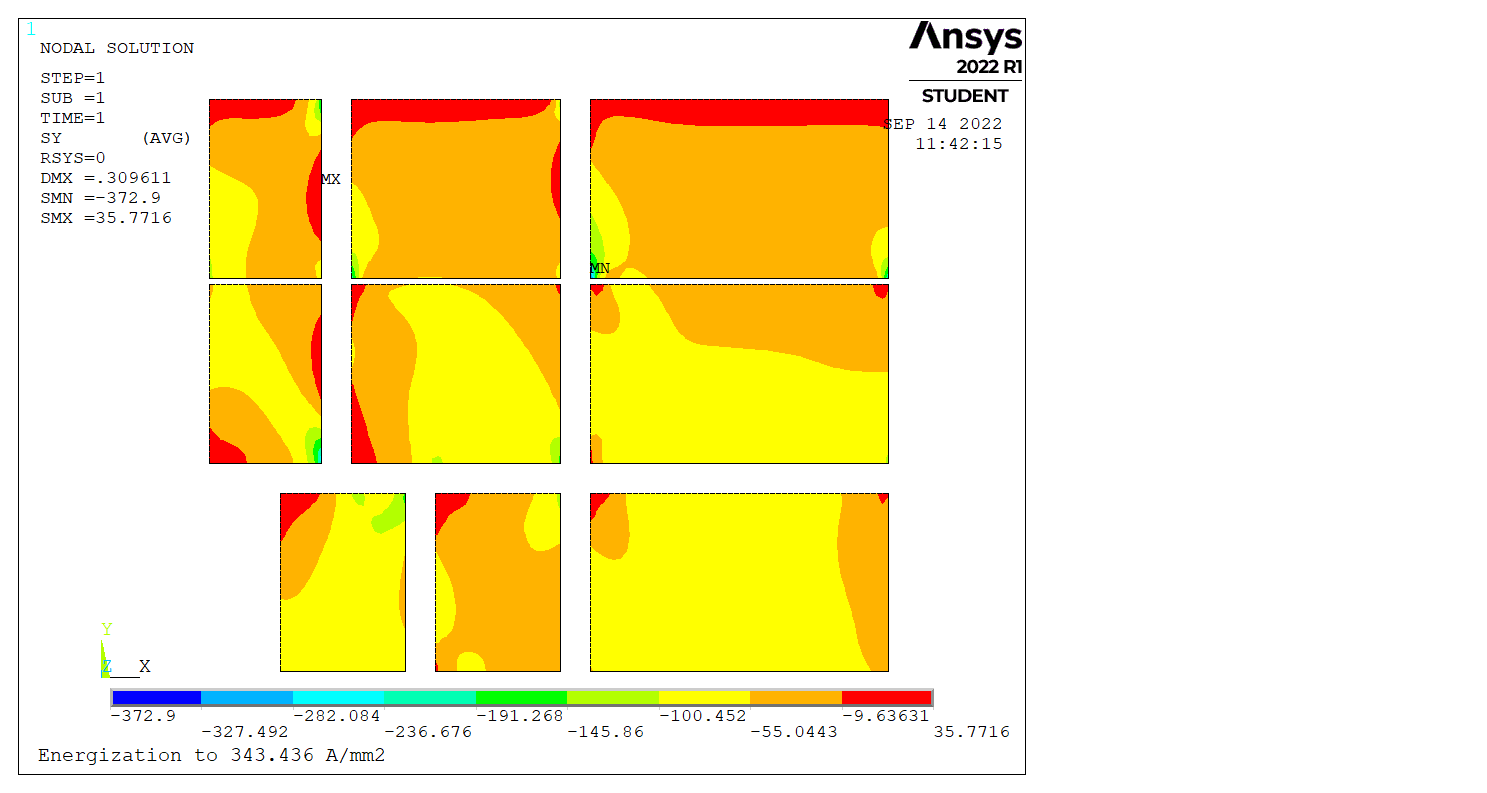 1
NODAL SOLUTION
STEP=1
SUB =1
TIME=1
SY (AVG)
RSYS=0
DMX =.309611
SMN =-372.9
SMX =35.7716
Ansys
2022 R1
STUDENT
SEP 14 2022
11:42:15
MX
MN
Y
Z X
-372.9 -282.084 -191.268 -100.452 -9.63631
-327.492 -236.676 -145.86 -55.0443 35.7716
Energization to 343.436 A/mm2